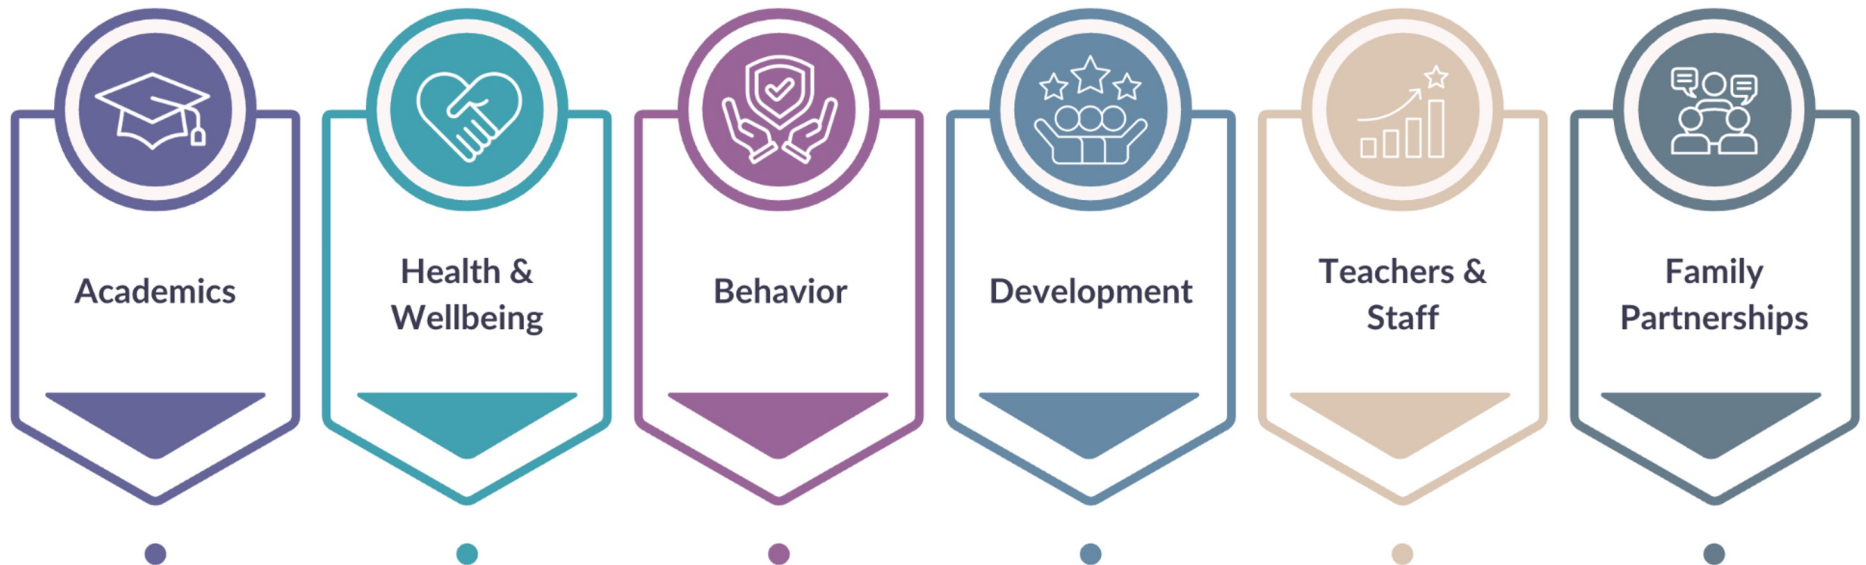 Academics
Health &
Wellbeing
Behavior
Development
Teachers &
Staff
Family
Partnerships